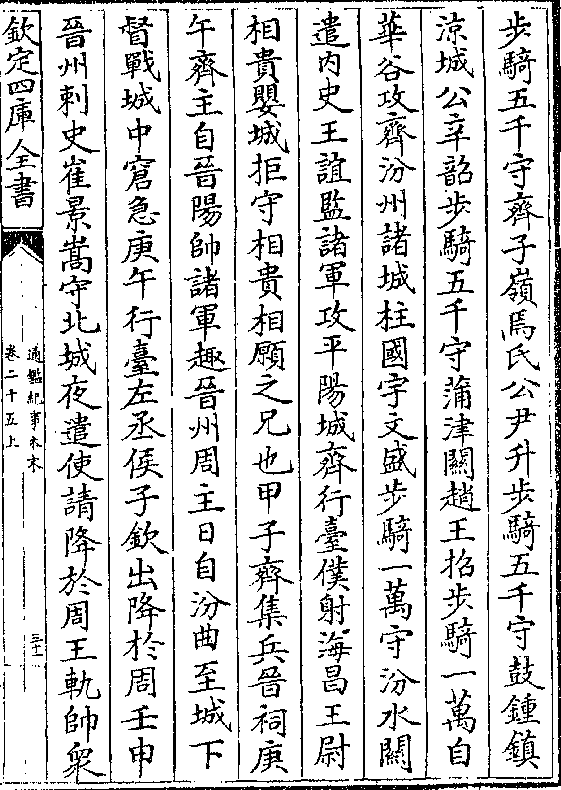 步騎五千守齊子嶺焉氏公尹升步騎五千守鼓鍾鎮
涼城公辛韶步騎五千守蒲津關趙王招步騎一萬自
華谷攻齊汾州諸城柱國宇文盛步騎一萬守汾水關
遣内史王誼監諸軍攻平陽城齊行臺僕射海昌王尉
相貴嬰城拒守相貴相願之兄也甲子齊集兵晉祠庚
午齊主自晉陽帥諸軍趣晉州周主日自汾曲至城下
督戰城中窘急庚午行臺左丞侯子欽出降於周壬申
晉州刺史崔景嵩守北城夜遣使請降於周王軌帥衆
欽定四庫全書
通鑑紀事本末
卷二十五上
三十一